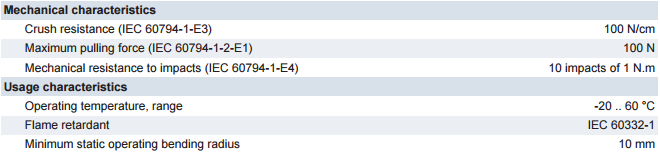 Mechanical characteristics
Crush resistance (IEC 60794-1-E3) 100 N/cm
Maximum pulling force (IEC 60794-1-2-E1) 100 N
Mechanical resistance to impacts (IEC 60794-1-E4) 10 impacts of 1 N.m
Usage characteristics
Operating temperature, range -20 .. 60 °C
Flame retardant IEC 60332-1
Minimum static operating bending radius 10 mm